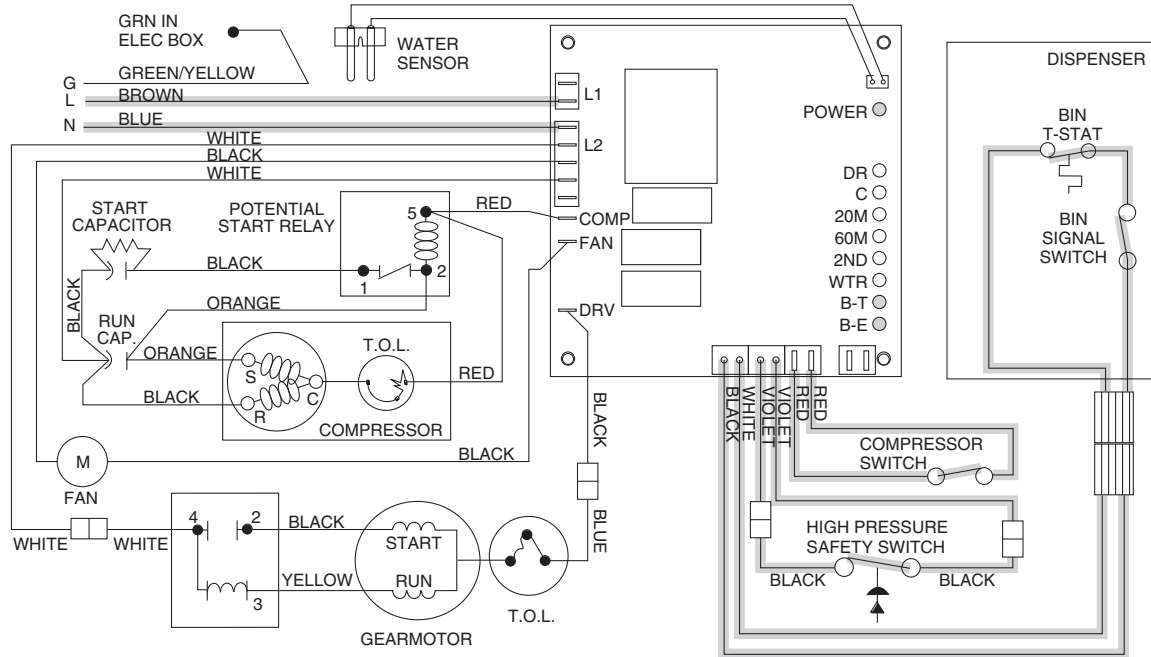 GRN IN
ELEC BOX
WATER
SENSOR
G
GREEN/YELLOW
L
BROWN
L1
N
BLUE
WHITE
L2
BLACK
WHITE
START
CAPACITOR
POTENTIAL
START RELAY
5
RED
COMP
FAN
BLACK
1
2
ORANGE
DRV
BLACK
RUN
CAP.
ORANGE
T.O.L.
S
C
R
RED
BLACK
COMPRESSOR
M
FAN
BLACK
BLACK
BLUE
WHITE
WHITE
4
2
BLACK
START
YELLOW
RUN
3
GEARMOTOR
T.O.L.
POWER
DR
C
20M
60M
2ND
WTR
B-T
B-E
BLACK
WHITE
VIOLET
VIOLET
RED
RED
DISPENSER
BIN
T-STAT
BIN
SIGNAL
SWITCH
COMPRESSOR
SWITCH
HIGH PRESSURE
SAFETY SWITCH
BLACK
BLACK